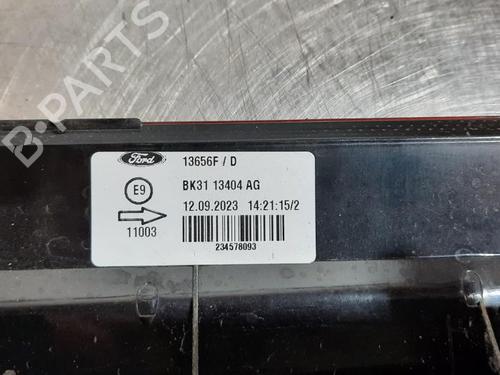 B-PARTS
Ford
13656F / D
E9
BK31 13404 AG
12.09.2023 14:21:15/2
11003
234578093